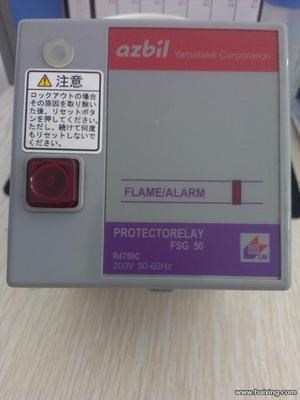 azbil Yamatake Corporation
注意
ロックアウトの場合
その原因を取り除い
た後、リセットボタ
ンを押してください。
ただし、続けて何度
もリセットしないで
ください。
FLAME/ALARM
PROTECTORELAY
FSG 50
R4750C
200V 50-60Hz
www.baixing.com